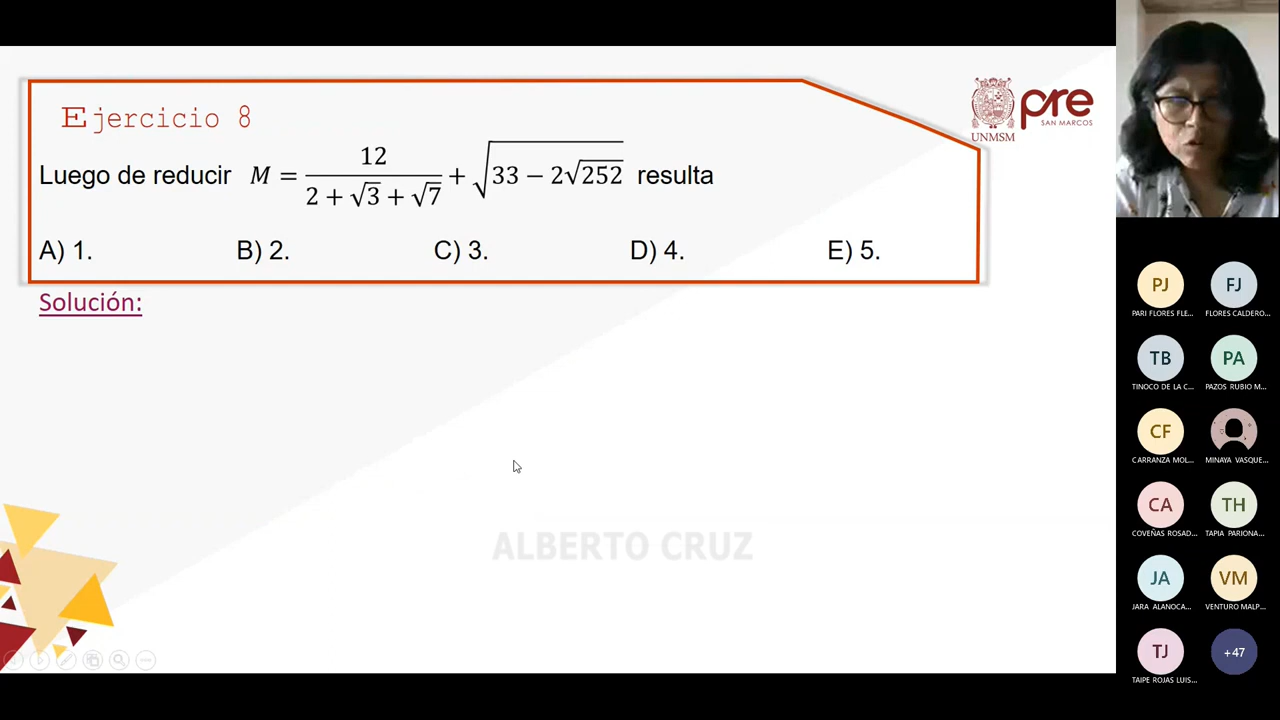 Ejercicio 8
pre
SAN MARCOS
UNMSM
Luego de reducir M = 12 / (2 + √3 + √7) + √(33 − 2√252) resulta
A) 1. B) 2. C) 3. D) 4. E) 5.
Solución:
ALBERTO CRUZ
PJ FJ
PARI FLORES FLE... FLORES CALDERO...
TB PA
TINOCO DE LA C... PAZOS RUBIO M...
CF
CARRANZA MOL... MINAYA VASQUE...
CA TH
COVEÑAS ROSAD... TAPIA PARIONA...
JA VM
JARA ALANOCA... VENTURO MALP...
TJ +47
TAIPE ROJAS LUIS...